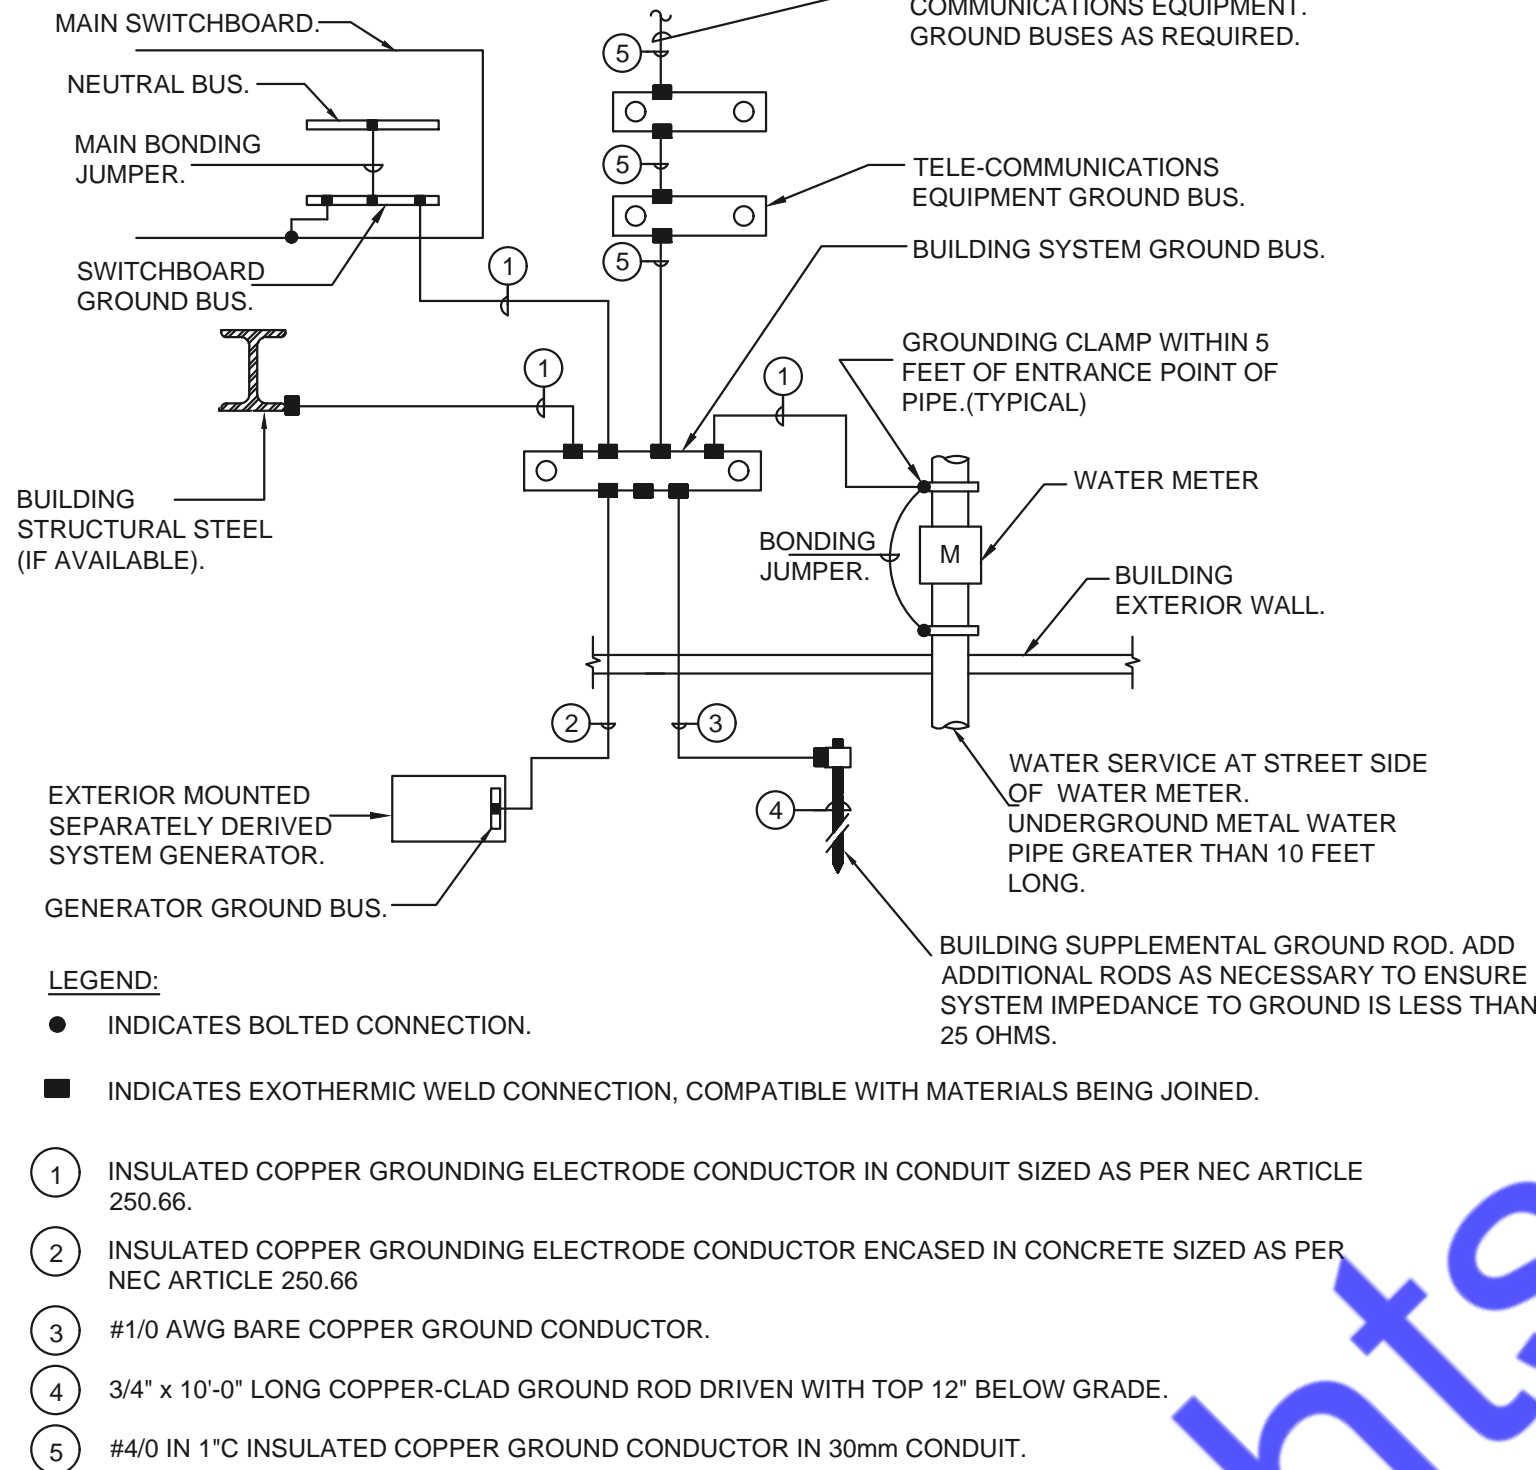 COMMUNICATIONS EQUIPMENT.
GROUND BUSES AS REQUIRED.
MAIN SWITCHBOARD.
5
NEUTRAL BUS.
MAIN BONDING
JUMPER.
5
TELE-COMMUNICATIONS
EQUIPMENT GROUND BUS.
SWITCHBOARD
GROUND BUS.
1
5
BUILDING SYSTEM GROUND BUS.
1
1
GROUNDING CLAMP WITHIN 5
FEET OF ENTRANCE POINT OF
PIPE.(TYPICAL)
BUILDING
STRUCTURAL STEEL
(IF AVAILABLE).
WATER METER
BONDING
JUMPER.
M
BUILDING
EXTERIOR WALL.
2
3
EXTERIOR MOUNTED
SEPARATELY DERIVED
SYSTEM GENERATOR.
4
WATER SERVICE AT STREET SIDE
OF WATER METER.
UNDERGROUND METAL WATER
PIPE GREATER THAN 10 FEET
LONG.
GENERATOR GROUND BUS.
BUILDING SUPPLEMENTAL GROUND ROD. ADD
ADDITIONAL RODS AS NECESSARY TO ENSURE
SYSTEM IMPEDANCE TO GROUND IS LESS THAN
25 OHMS.
LEGEND:
INDICATES BOLTED CONNECTION.
INDICATES EXOTHERMIC WELD CONNECTION, COMPATIBLE WITH MATERIALS BEING JOINED.
1 INSULATED COPPER GROUNDING ELECTRODE CONDUCTOR IN CONDUIT SIZED AS PER NEC ARTICLE
250.66.
2 INSULATED COPPER GROUNDING ELECTRODE CONDUCTOR ENCASED IN CONCRETE SIZED AS PER
NEC ARTICLE 250.66
3 #1/0 AWG BARE COPPER GROUND CONDUCTOR.
4 3/4" x 10'-0" LONG COPPER-CLAD GROUND ROD DRIVEN WITH TOP 12" BELOW GRADE.
5 #4/0 IN 1"C INSULATED COPPER GROUND CONDUCTOR IN 30mm CONDUIT.
hts